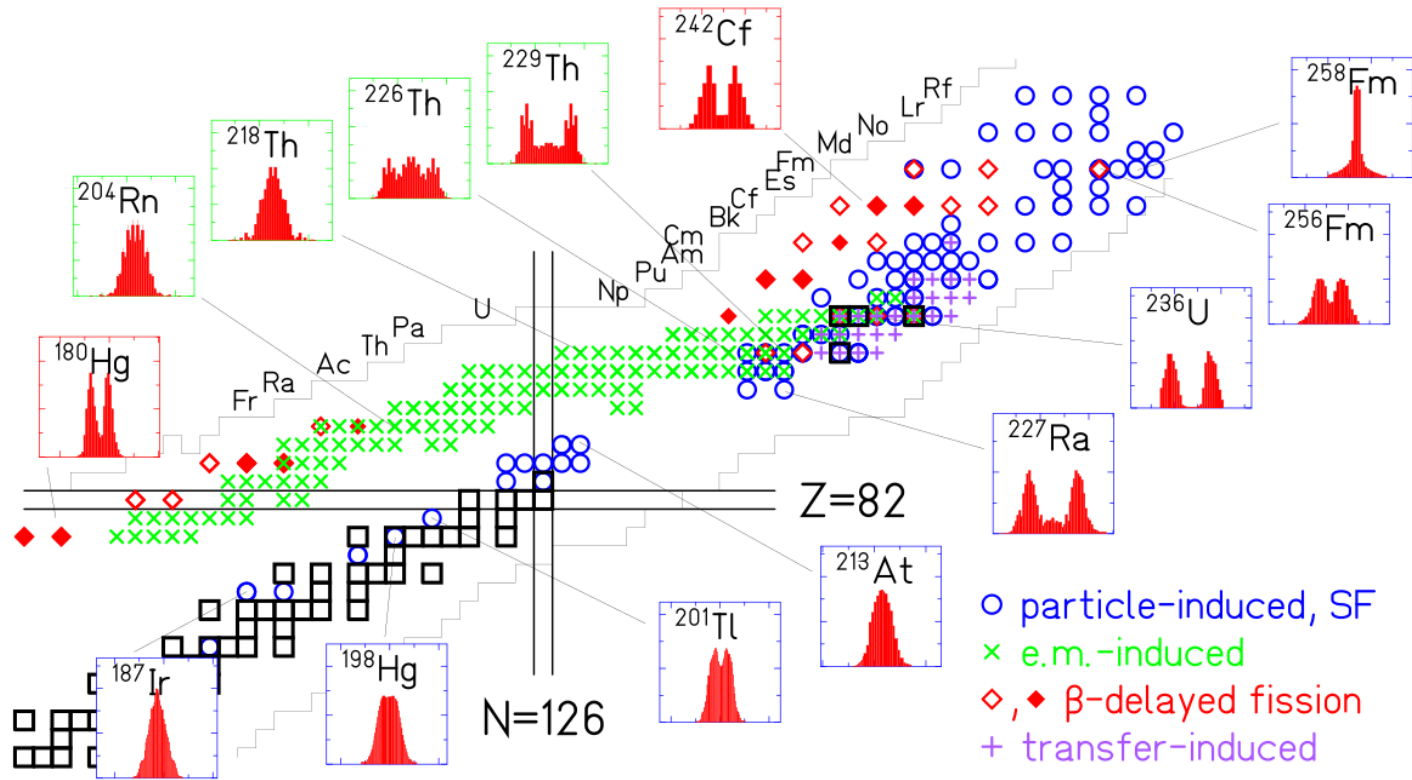 242Cf
258Fm
229Th
226Th
218Th
204Rn
180Hg
256Fm
236U
227Ra
213At
201Tl
198Hg
187Ir
Rf
Lr
No
Md
Fm
Es
Cf
Bk
Cm
Am
Pu
Np
U
Pa
Th
Ac
Ra
Fr
Z=82
N=126
particle-induced, SF
e.m.-induced
, β-delayed fission
transfer-induced